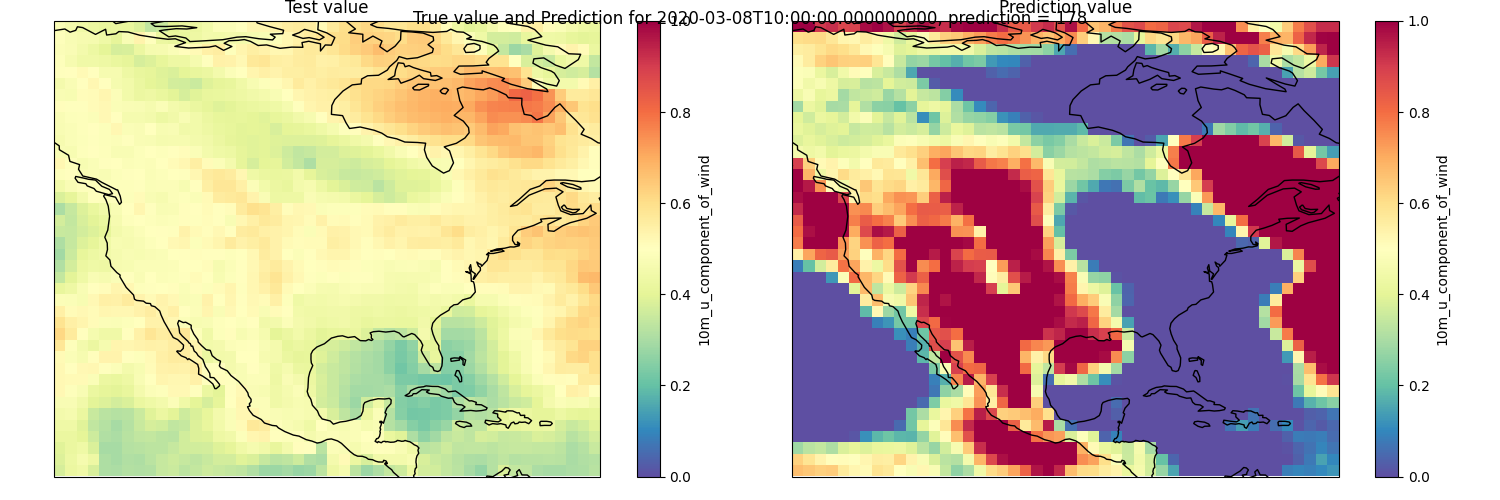 Test value
True value and Prediction for 2020-03-08T10:00:00.000000000, prediction = 178
Prediction value
1.0
0.8
0.6
0.4
0.2
0.0
10m_u_component_of_wind
1.0
0.8
0.6
0.4
0.2
0.0
10m_u_component_of_wind